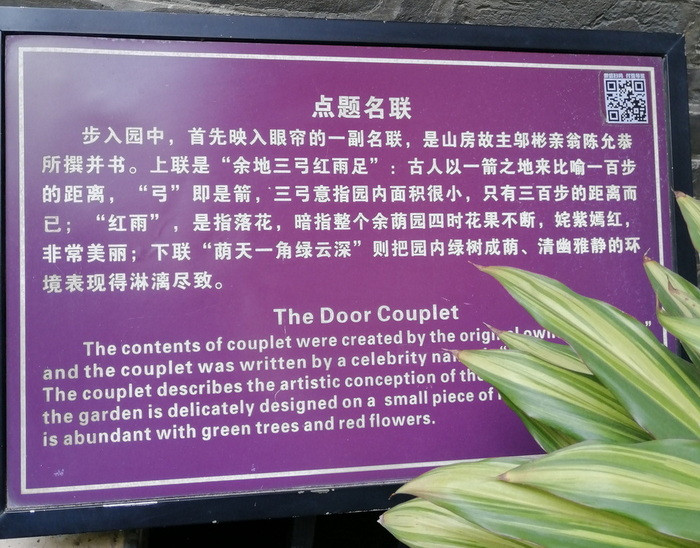 点题名联
步入园中，首先映入眼帘的一副名联，是山房故主邬彬亲翁陈允恭
所撰并书。上联是“余地三弓红雨足”：古人以一箭之地来比喻一百步
的距离，“弓”即是箭，三弓意指园内面积很小，只有三百步的距离而
已；“红雨”，是指落花，暗指整个余荫园四时花果不断，姹紫嫣红，
非常美丽；下联“荫天一角绿云深”则把园内绿树成荫、清幽雅静的环
境表现得淋漓尽致。
The Door Couplet
The contents of couplet were created by the original
and the couplet was written by a celebrity
The couplet describes the artistic conception of the
the garden is delicately designed on a small piece of
is abundant with green trees and red flowers.